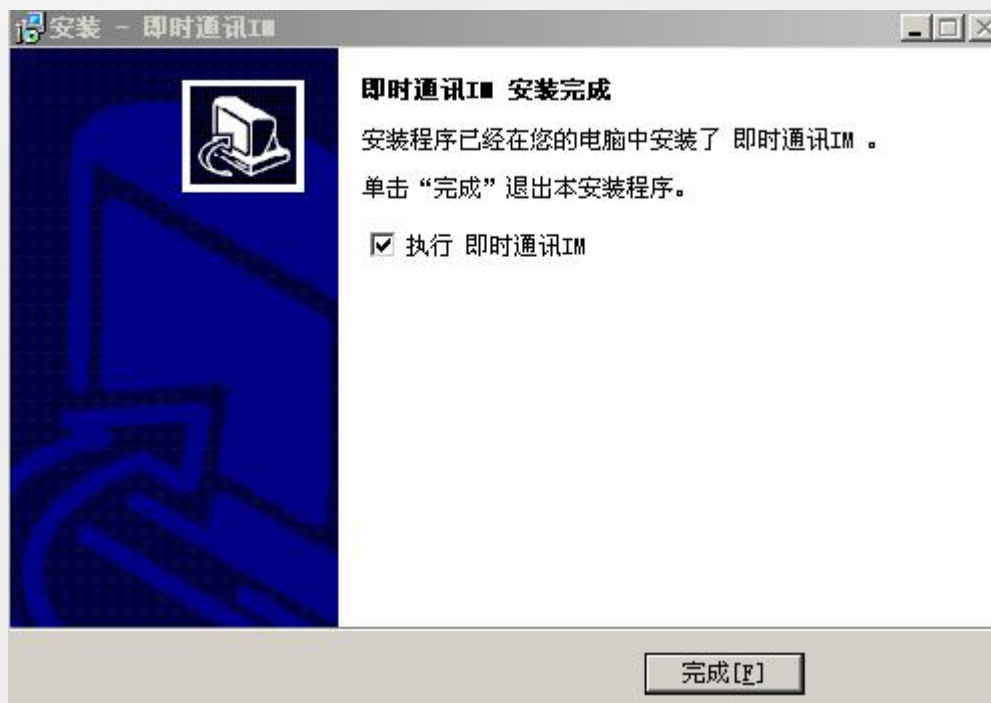 安装 - 即时通讯IM
即时通讯IM 安装完成
安装程序已经在您的电脑中安装了 即时通讯IM 。
单击“完成”退出本安装程序。
执行 即时通讯IM
完成[F]